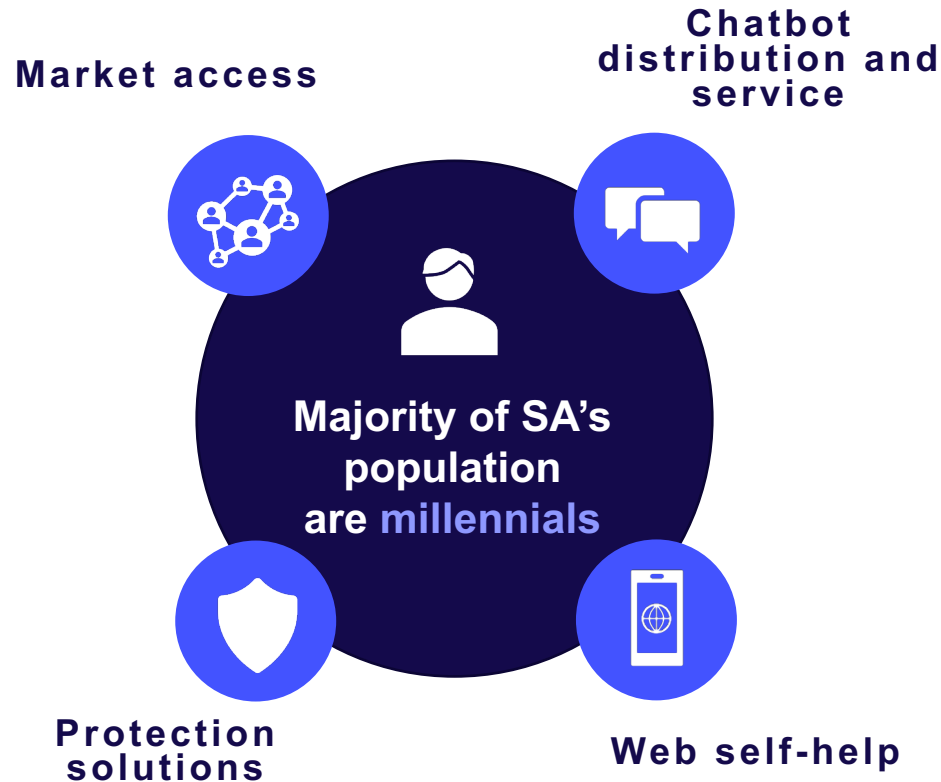 Market access
Chatbot
distribution and
service
Majority of SA’s
population
are millennials
Protection
solutions
Web self-help